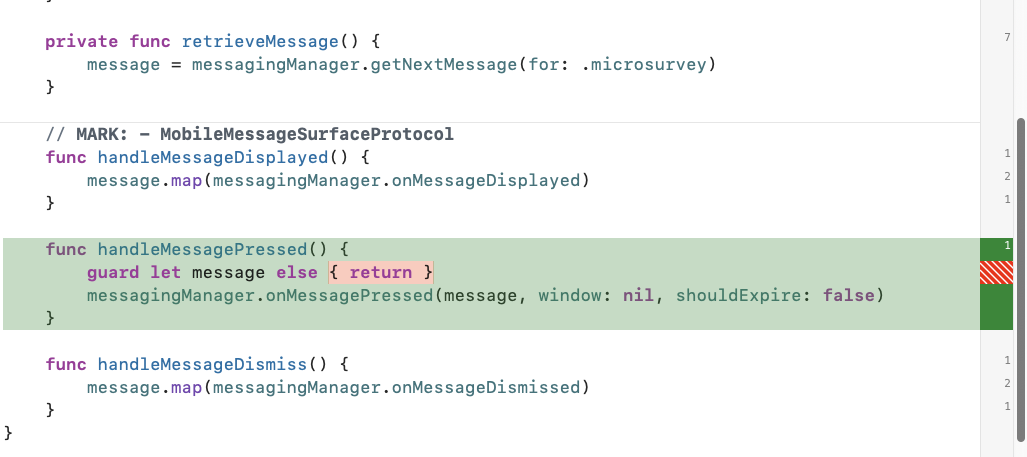 private func retrieveMessage() {
7
message = messagingManager.getNextMessage(for: .microsurvey)
}
// MARK: – MobileMessageSurfaceProtocol
func handleMessageDisplayed() {
1
message.map(messagingManager.onMessageDisplayed)
2
}
1
func handleMessagePressed() {
1
guard let message else { return }
messagingManager.onMessagePressed(message, window: nil, shouldExpire: false)
}
func handleMessageDismiss() {
1
message.map(messagingManager.onMessageDismissed)
2
}
1
}